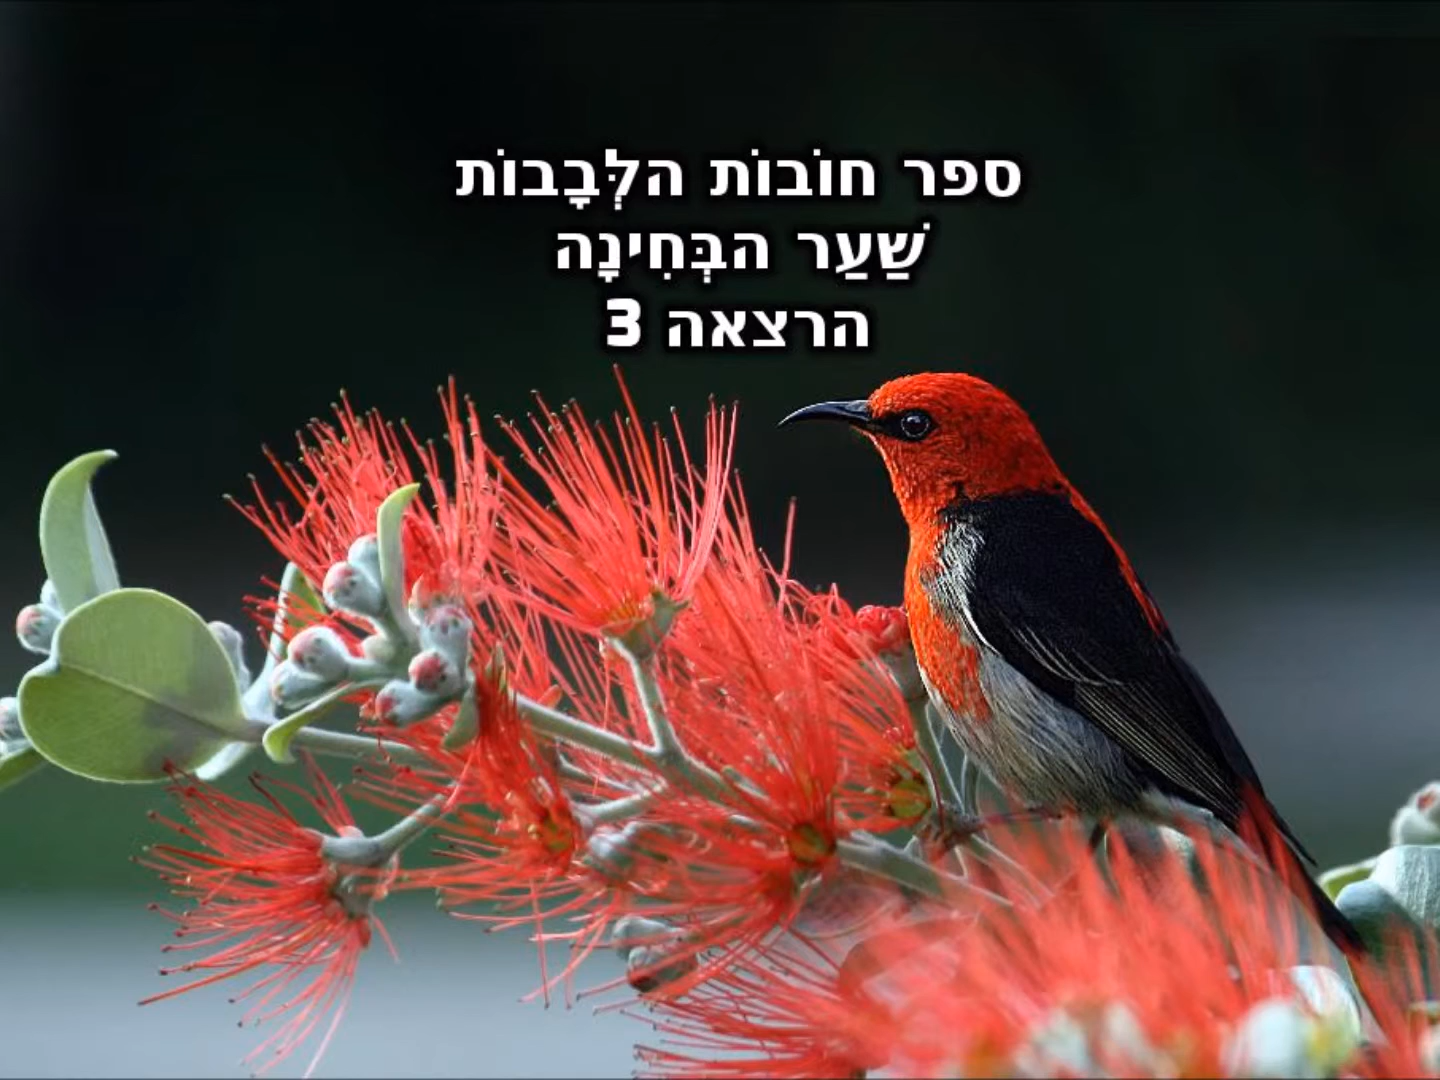 ספר חוֹבוֹת הלְּבָבוֹת
שַׁעַר הבְּחִינָה
הרצאה 3